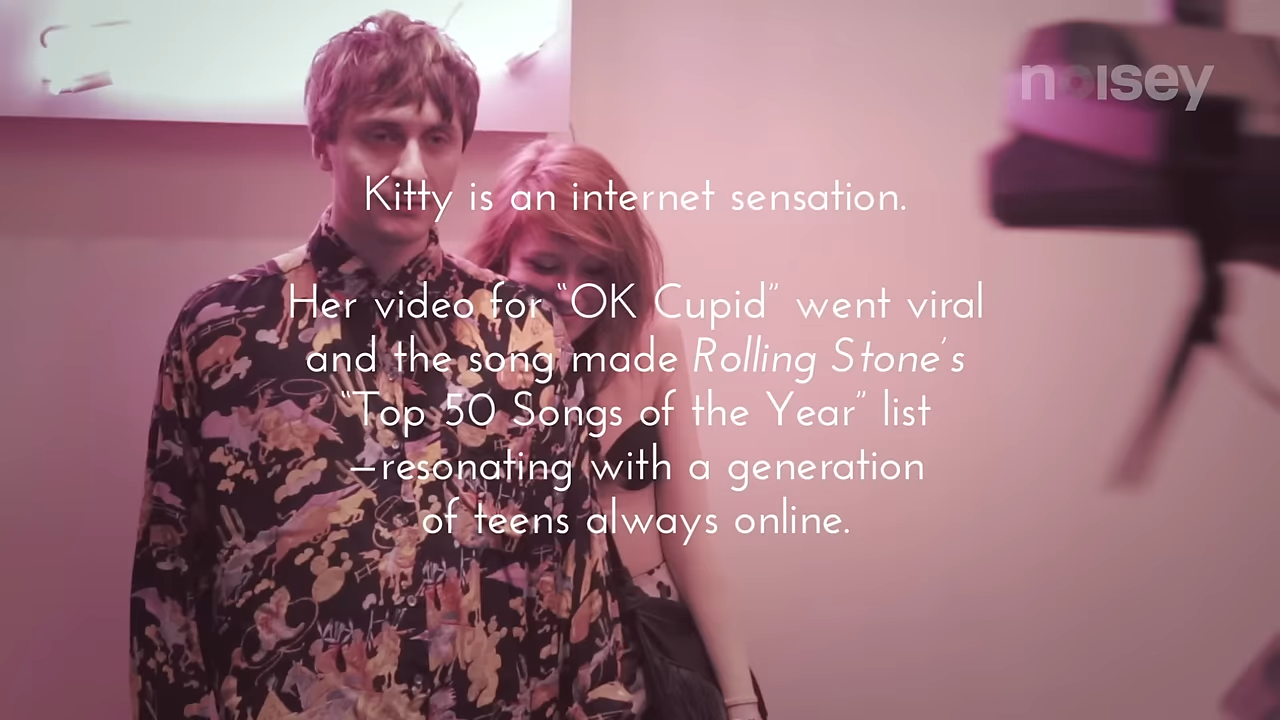 noisey
Kitty is an internet sensation.
Her video for “OK Cupid” went viral
and the song made Rolling Stone’s
“Top 50 Songs of the Year” list
—resonating with a generation
of teens always online.